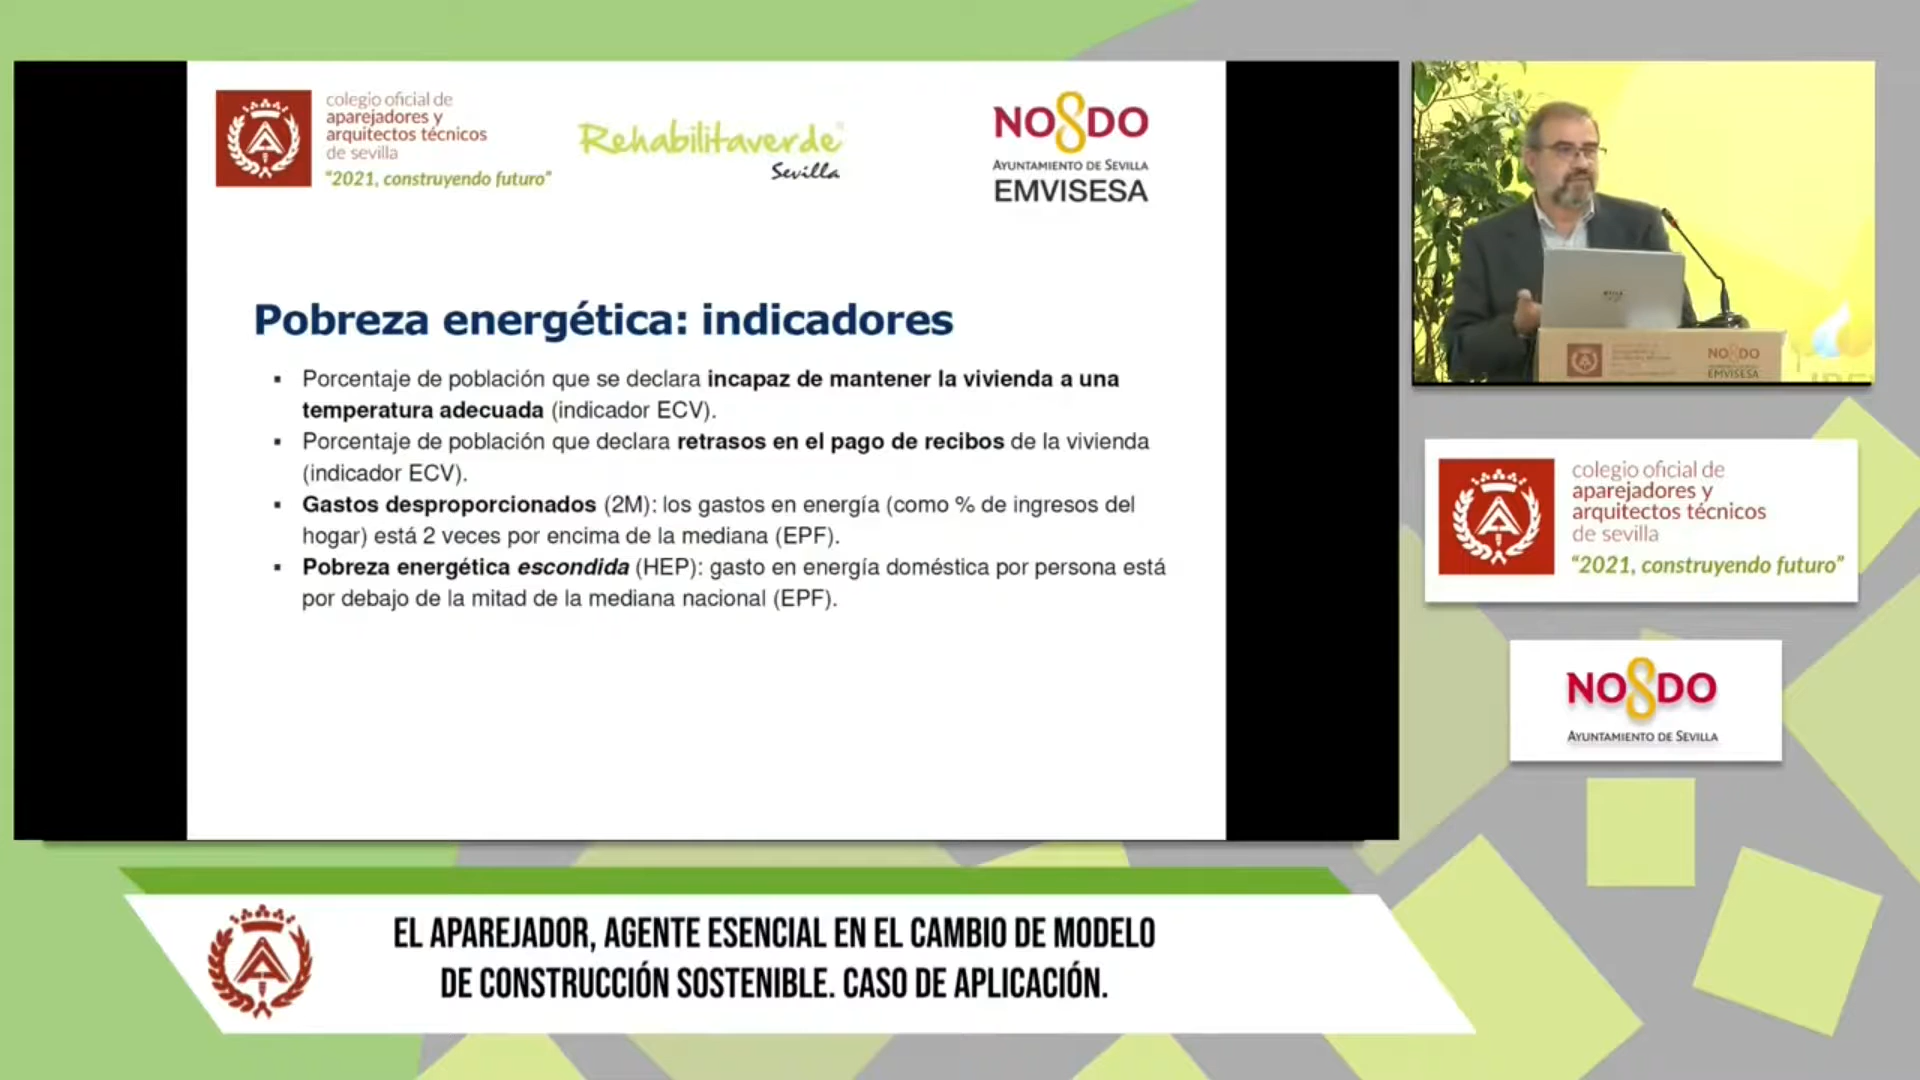 colegio oficial de
aparejadores y
arquitectos técnicos
de sevilla
"2021, construyendo futuro"
Rehabilitaverde
Sevilla
NO8DO
AYUNTAMIENTO DE SEVILLA
EMVISESA
Pobreza energética: indicadores
▪ Porcentaje de población que se declara incapaz de mantener la vivienda a una
temperatura adecuada (indicador ECV).
▪ Porcentaje de población que declara retrasos en el pago de recibos de la vivienda
(indicador ECV).
▪ Gastos desproporcionados (2M): los gastos en energía (como % de ingresos del
hogar) está 2 veces por encima de la mediana (EPF).
▪ Pobreza energética escondida (HEP): gasto en energía doméstica por persona está
por debajo de la mitad de la mediana nacional (EPF).
NO8DO
EMVISESA
colegio oficial de
aparejadores y
arquitectos técnicos
de sevilla
"2021, construyendo futuro"
NO8DO
AYUNTAMIENTO DE SEVILLA
EL APAREJADOR, AGENTE ESENCIAL EN EL CAMBIO DE MODELO
DE CONSTRUCCIÓN SOSTENIBLE. CASO DE APLICACIÓN.